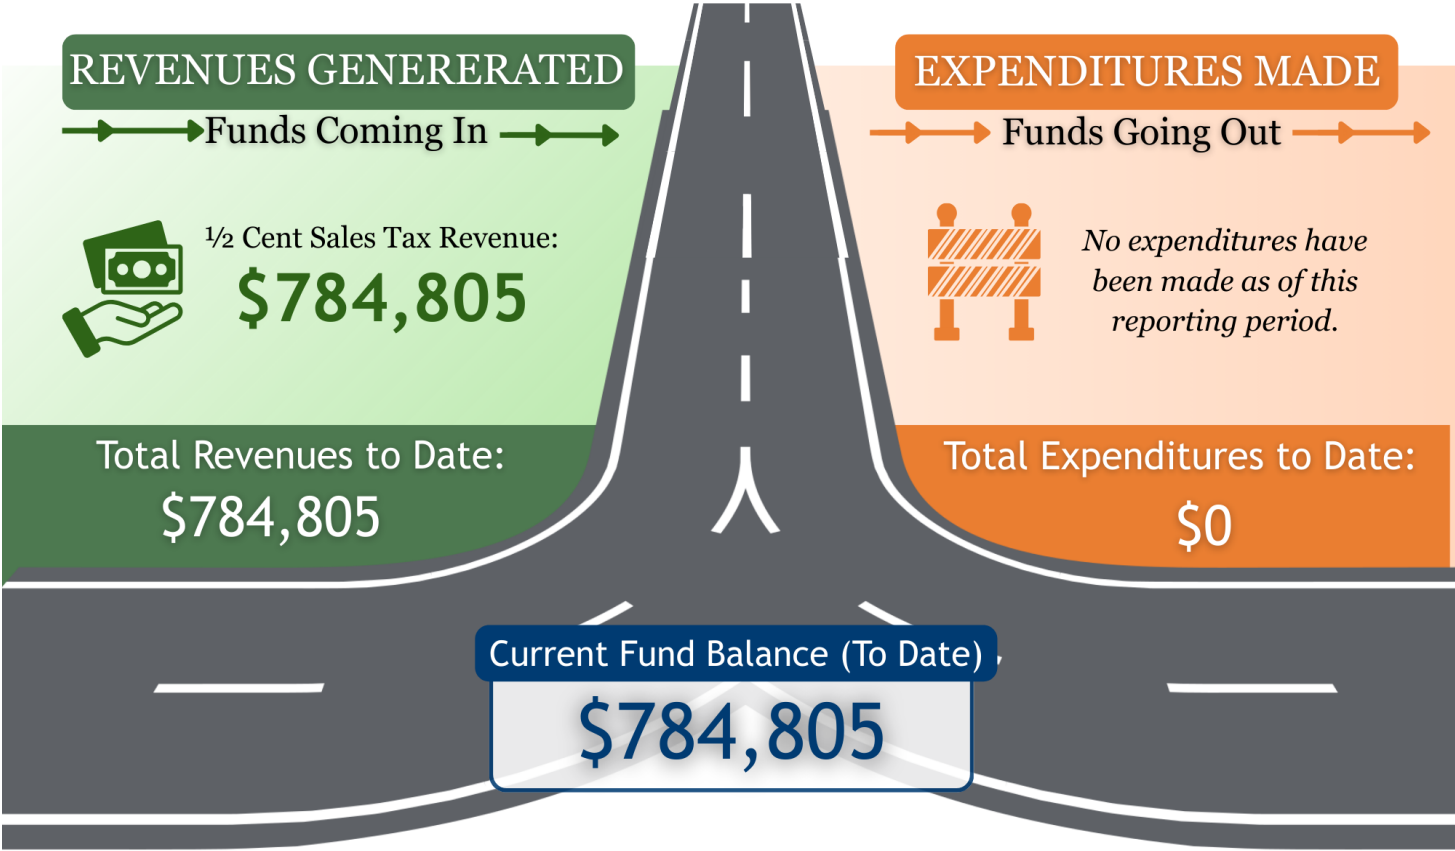 REVENUES GENERERATED
Funds Coming In
½ Cent Sales Tax Revenue:
$784,805
Total Revenues to Date:
$784,805
EXPENDITURES MADE
Funds Going Out
No expenditures have
been made as of this
reporting period.
Total Expenditures to Date:
$0
Current Fund Balance (To Date)
$784,805